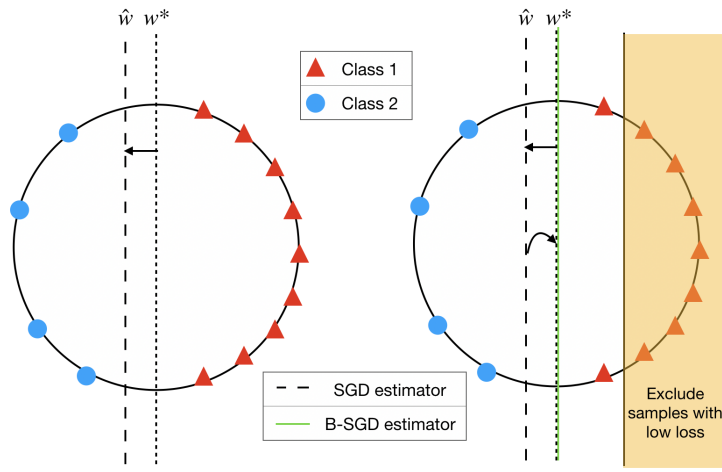 ŵ w*
ŵ w*
Class 1
Class 2
SGD estimator
B-SGD estimator
Exclude
samples with
low loss